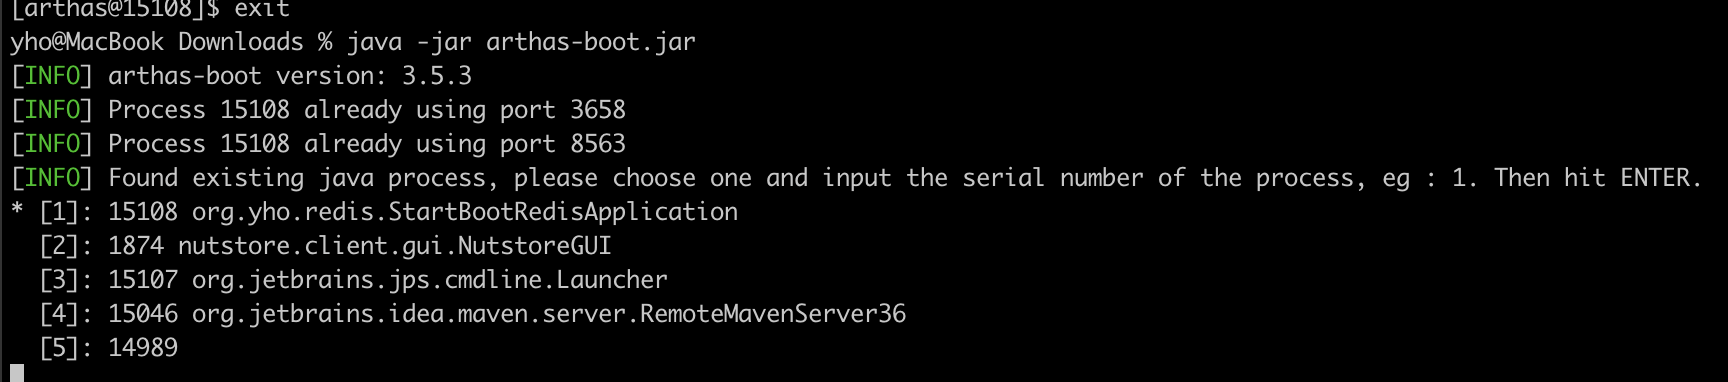 [arthas@15108]$ exit
yho@MacBook Downloads % java -jar arthas-boot.jar
[INFO] arthas-boot version: 3.5.3
[INFO] Process 15108 already using port 3658
[INFO] Process 15108 already using port 8563
[INFO] Found existing java process, please choose one and input the serial number of the process, eg : 1. Then hit ENTER.
* [1]: 15108 org.yho.redis.StartBootRedisApplication
  [2]: 1874 nutstore.client.gui.NutstoreGUI
  [3]: 15107 org.jetbrains.jps.cmdline.Launcher
  [4]: 15046 org.jetbrains.idea.maven.server.RemoteMavenServer36
  [5]: 14989